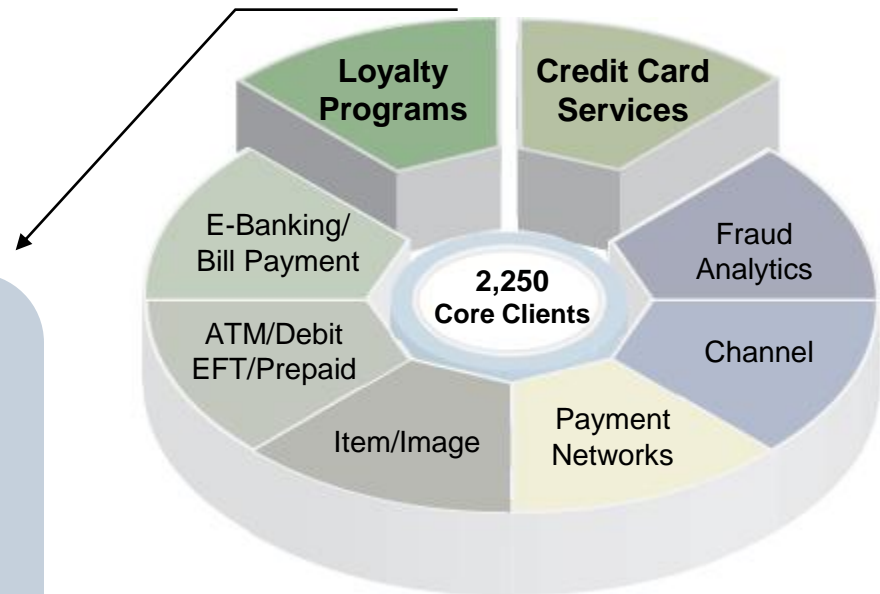 Loyalty
Programs
Credit Card
Services
E-Banking/
Bill Payment
Fraud
Analytics
2,250
Core Clients
ATM/Debit
EFT/Prepaid
Channel
Item/Image
Payment
Networks